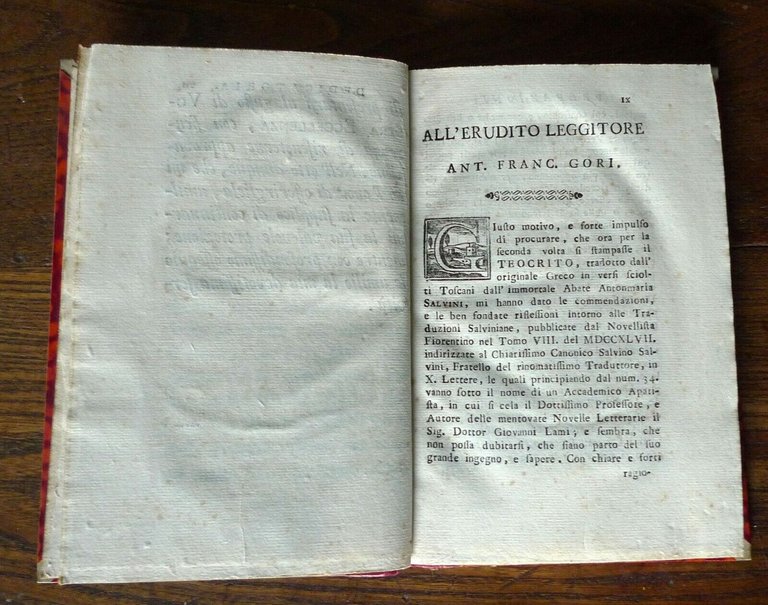 IX
ALL'ERUDITO LEGGITORE
ANT. FRANC. GORI.
GIusto motivo, e forte impulso
di procurare, che ora per la
seconda volta si stampasse il
TEOCRITO, tradotto dall'
originale Greco in versi sciol-
ti Toscani dall'immortale Abate Antonmaria
SALVINI, mi hanno dato le commendazioni,
e le ben fondate riflessioni intorno alle Tra-
duzioni Salviniane, pubblicate dal Novellista
Fiorentino nel Tomo VIII. del MDCCXLVII.
indirizzate al Chiarissimo Canonico Salvino Sal-
vini, Fratello del rinomatissimo Traduttore, in
X. Lettere, le quali principiando dal num. 34.
vanno sotto il nome di un Accademico Apati-
sta, in cui si cela il Dottissimo Professore, e
Autore delle mentovate Novelle Letterarie il
Sig. Dottor Giovanni Lami; e sembra, che
non possa dubitarsi, che siano parto del suo
grande ingegno, e sapere. Con chiare e forti
ragio-